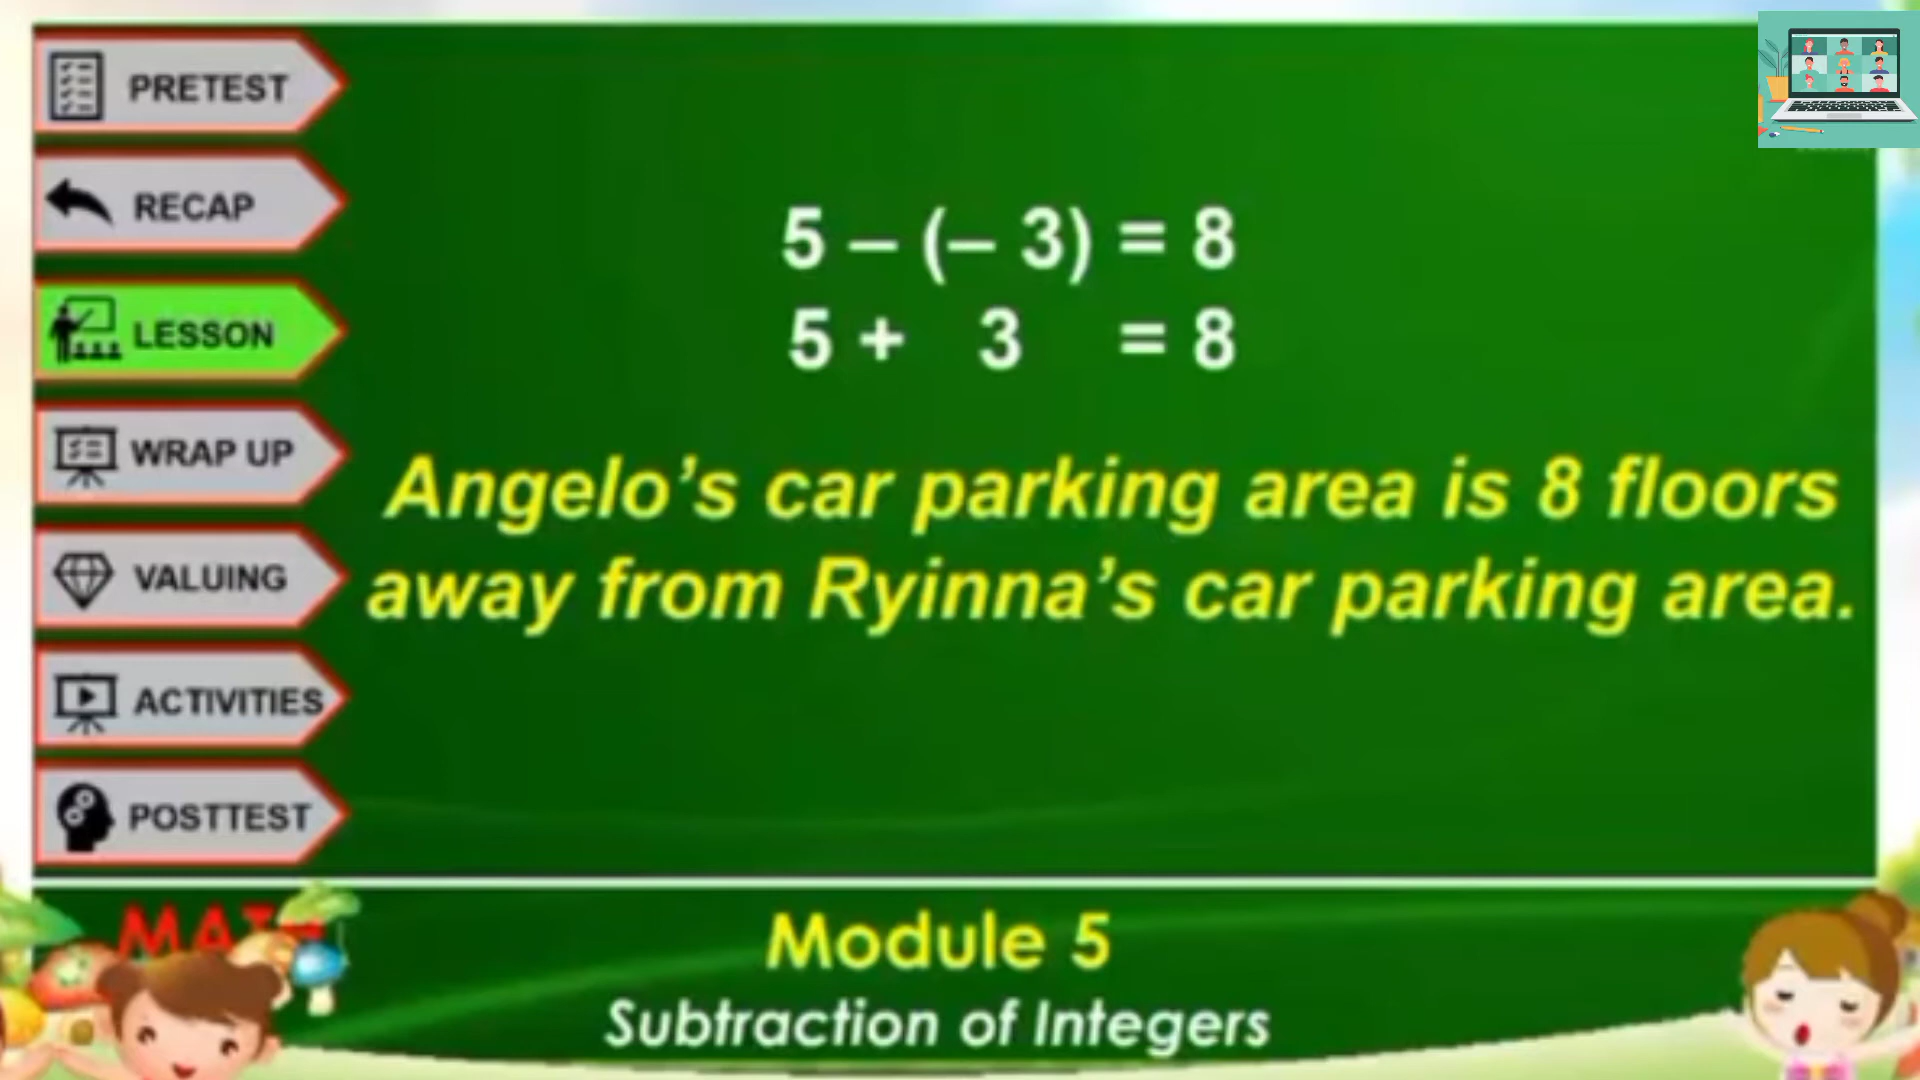 PRETEST
RECAP
LESSON
WRAP UP
VALUING
ACTIVITIES
POSTTEST
5 – (– 3) = 8
5 + 3 = 8
Angelo’s car parking area is 8 floors
away from Ryinna’s car parking area.
Module 5
Subtraction of Integers